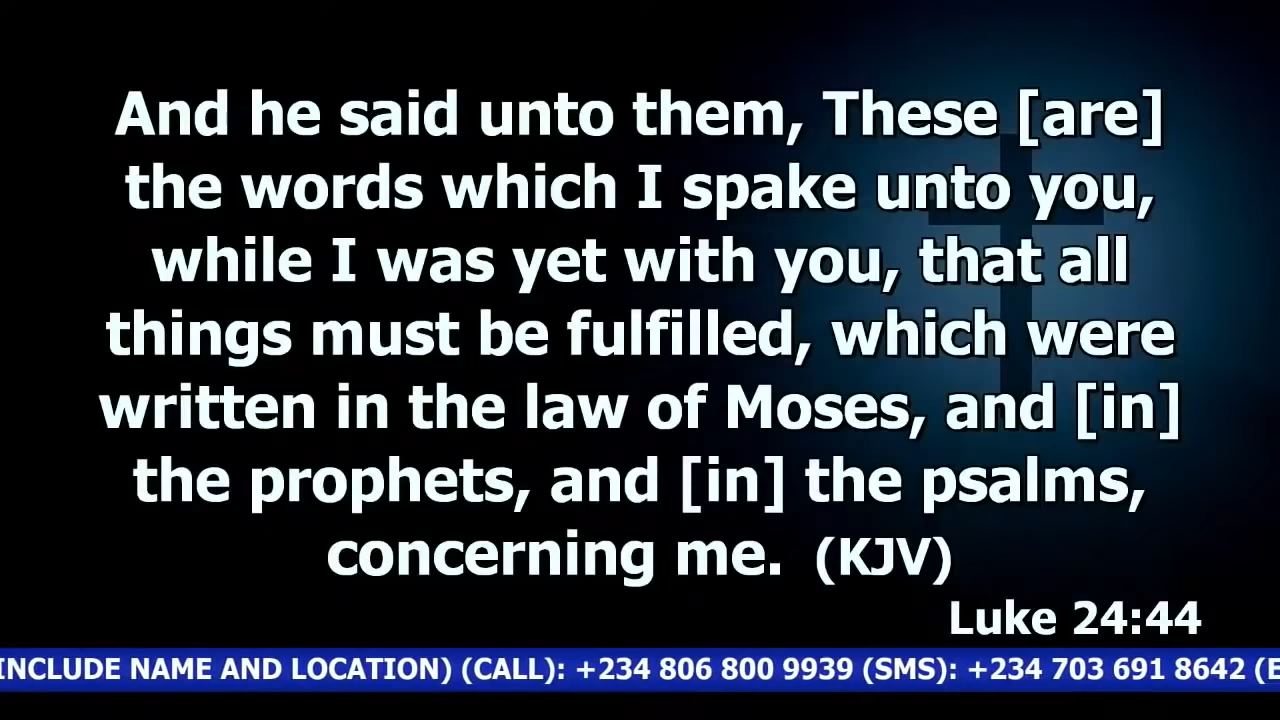 And he said unto them, These [are]
the words which I spake unto you,
while I was yet with you, that all
things must be fulfilled, which were
written in the law of Moses, and [in]
the prophets, and [in] the psalms,
concerning me. (KJV)
Luke 24:44
INCLUDE NAME AND LOCATION) (CALL): +234 806 800 9939 (SMS): +234 703 691 8642 (E